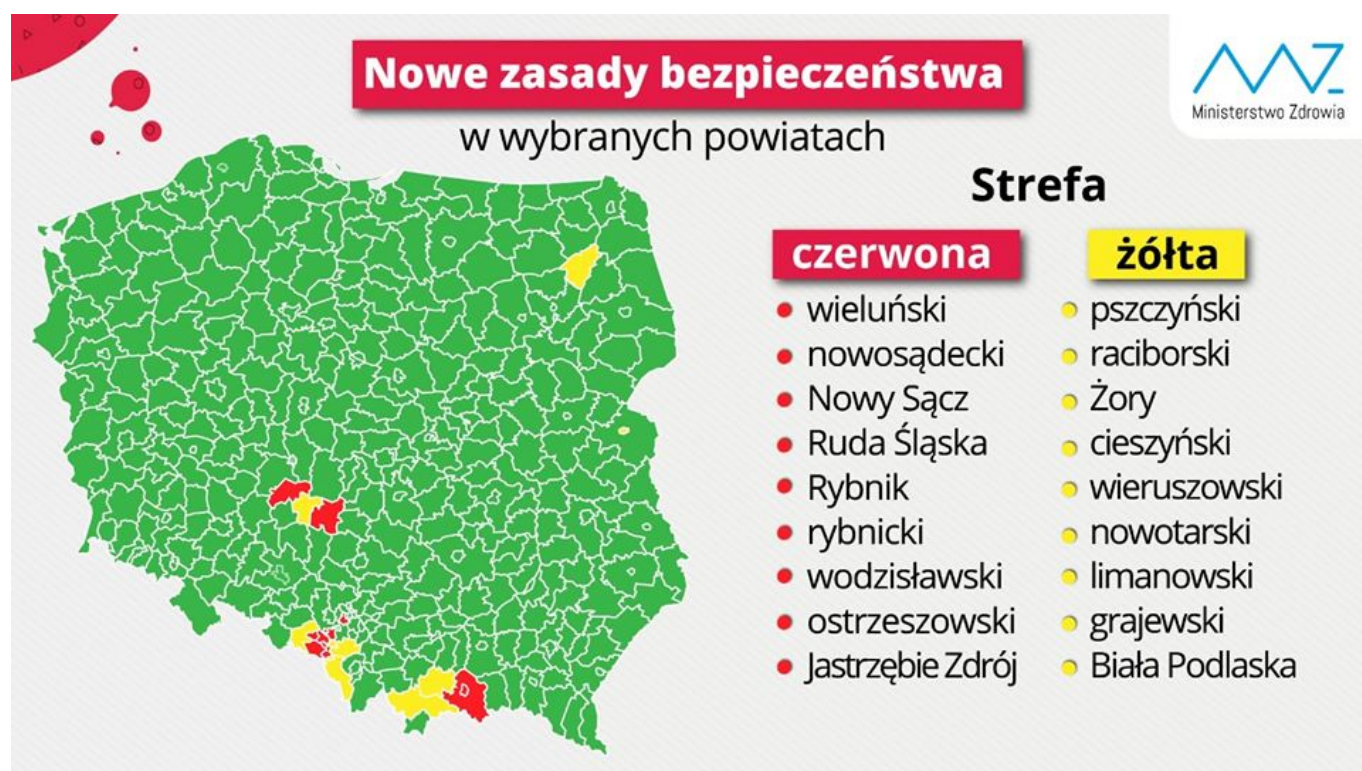 Nowe zasady bezpieczeństwa
w wybranych powiatach
Ministerstwo Zdrowia
Strefa
czerwona
wieluński
nowosądecki
Nowy Sącz
Ruda Śląska
Rybnik
rybnicki
wodzisławski
ostrzeszowski
Jastrzębie Zdrój
żółta
pszczyński
raciborski
Żory
cieszyński
wieruszowski
nowotarski
limanowski
grajewski
Biała Podlaska